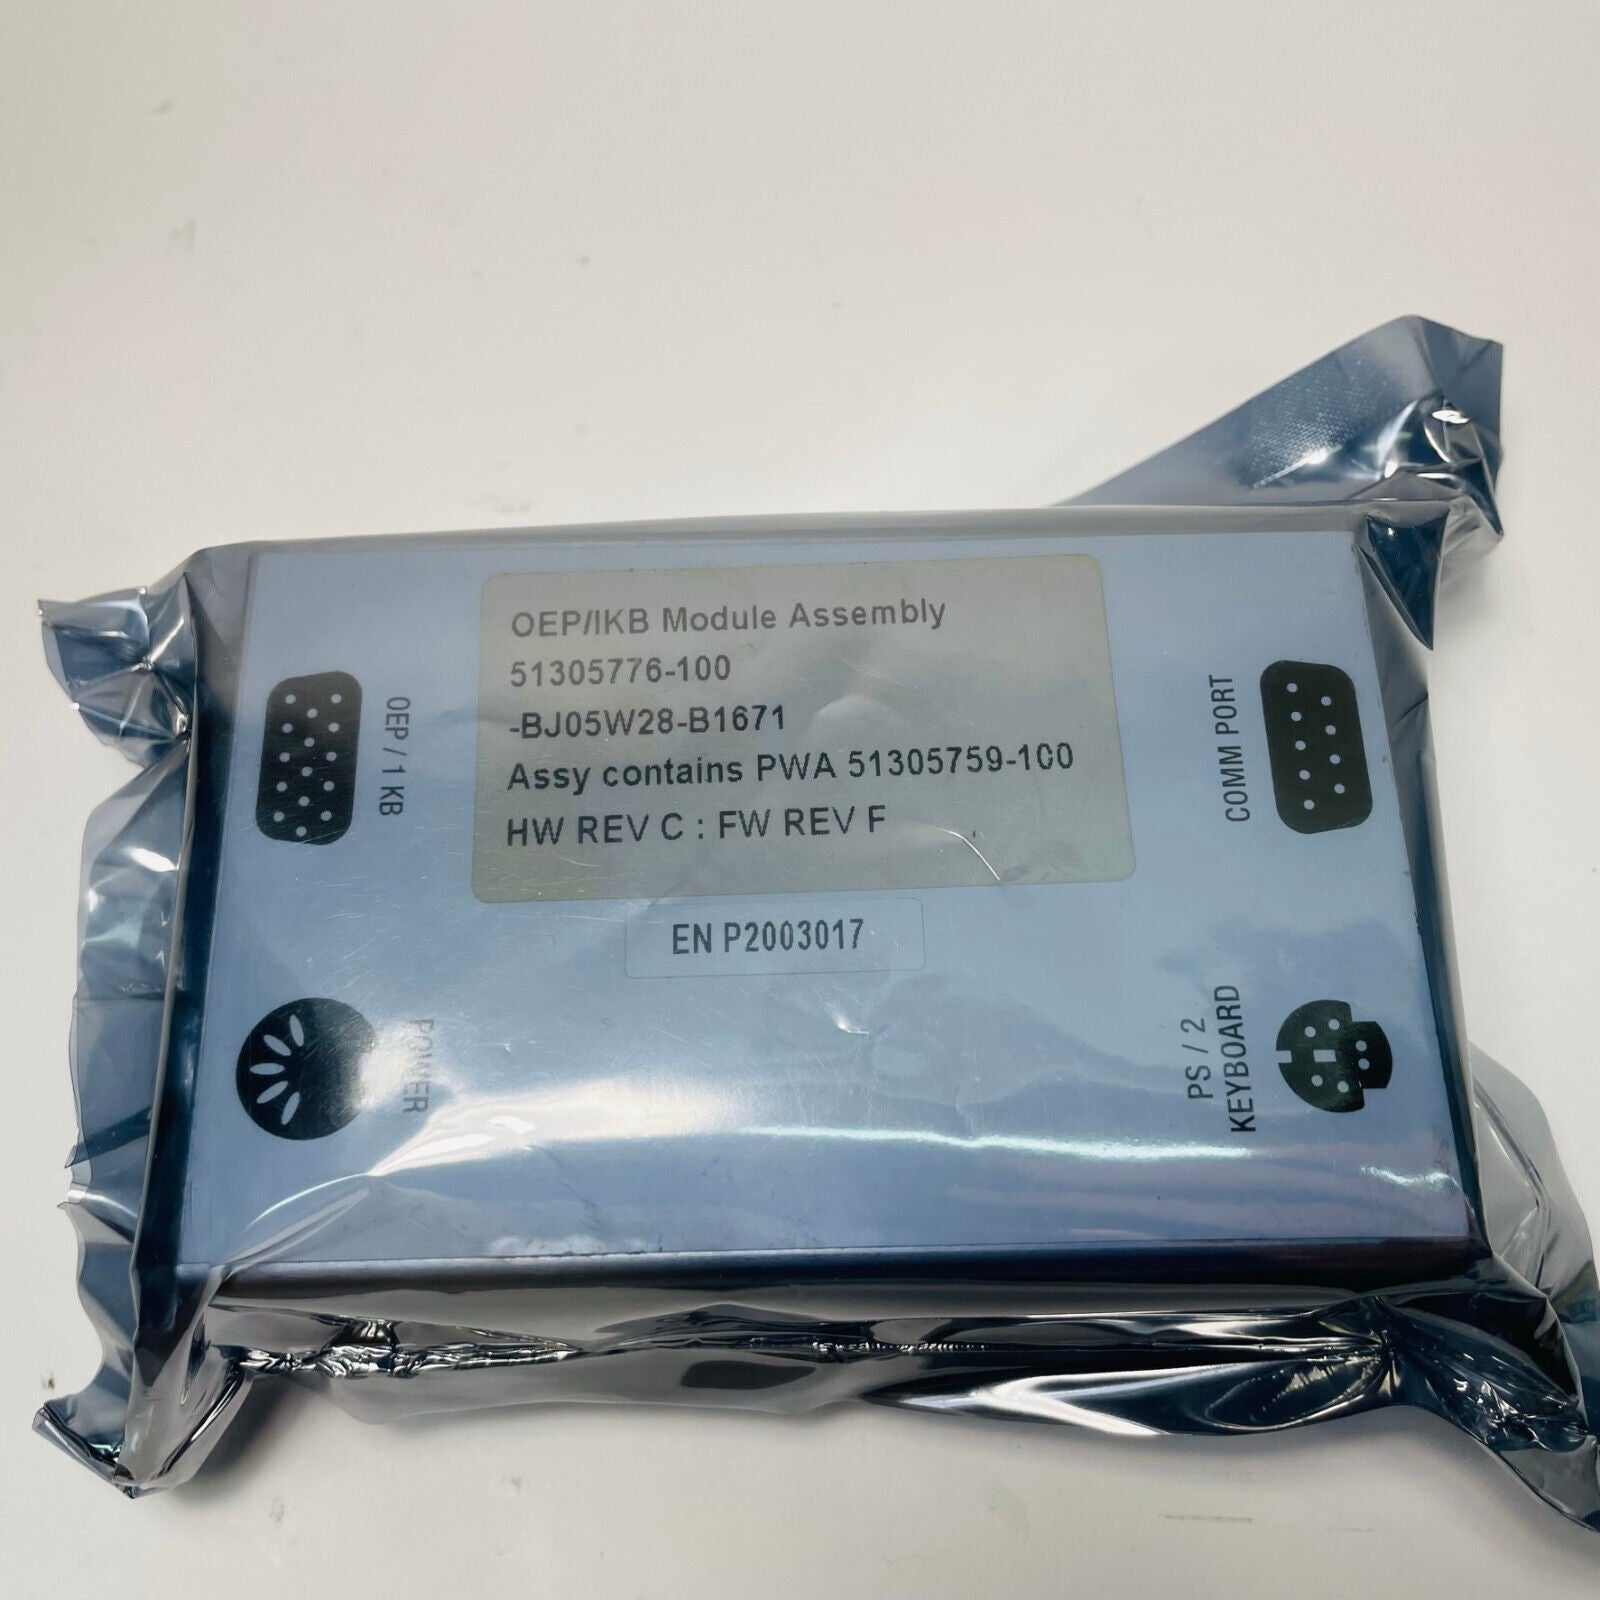 OEP/IKB Module Assembly
51305776-100
-BJ05W28-B1671
Assy contains PWA 51305759-100
HW REV C : FW REV F
EN P2003017
OEP / 1 KB
POWER
COMM PORT
PS / 2
KEYBOARD